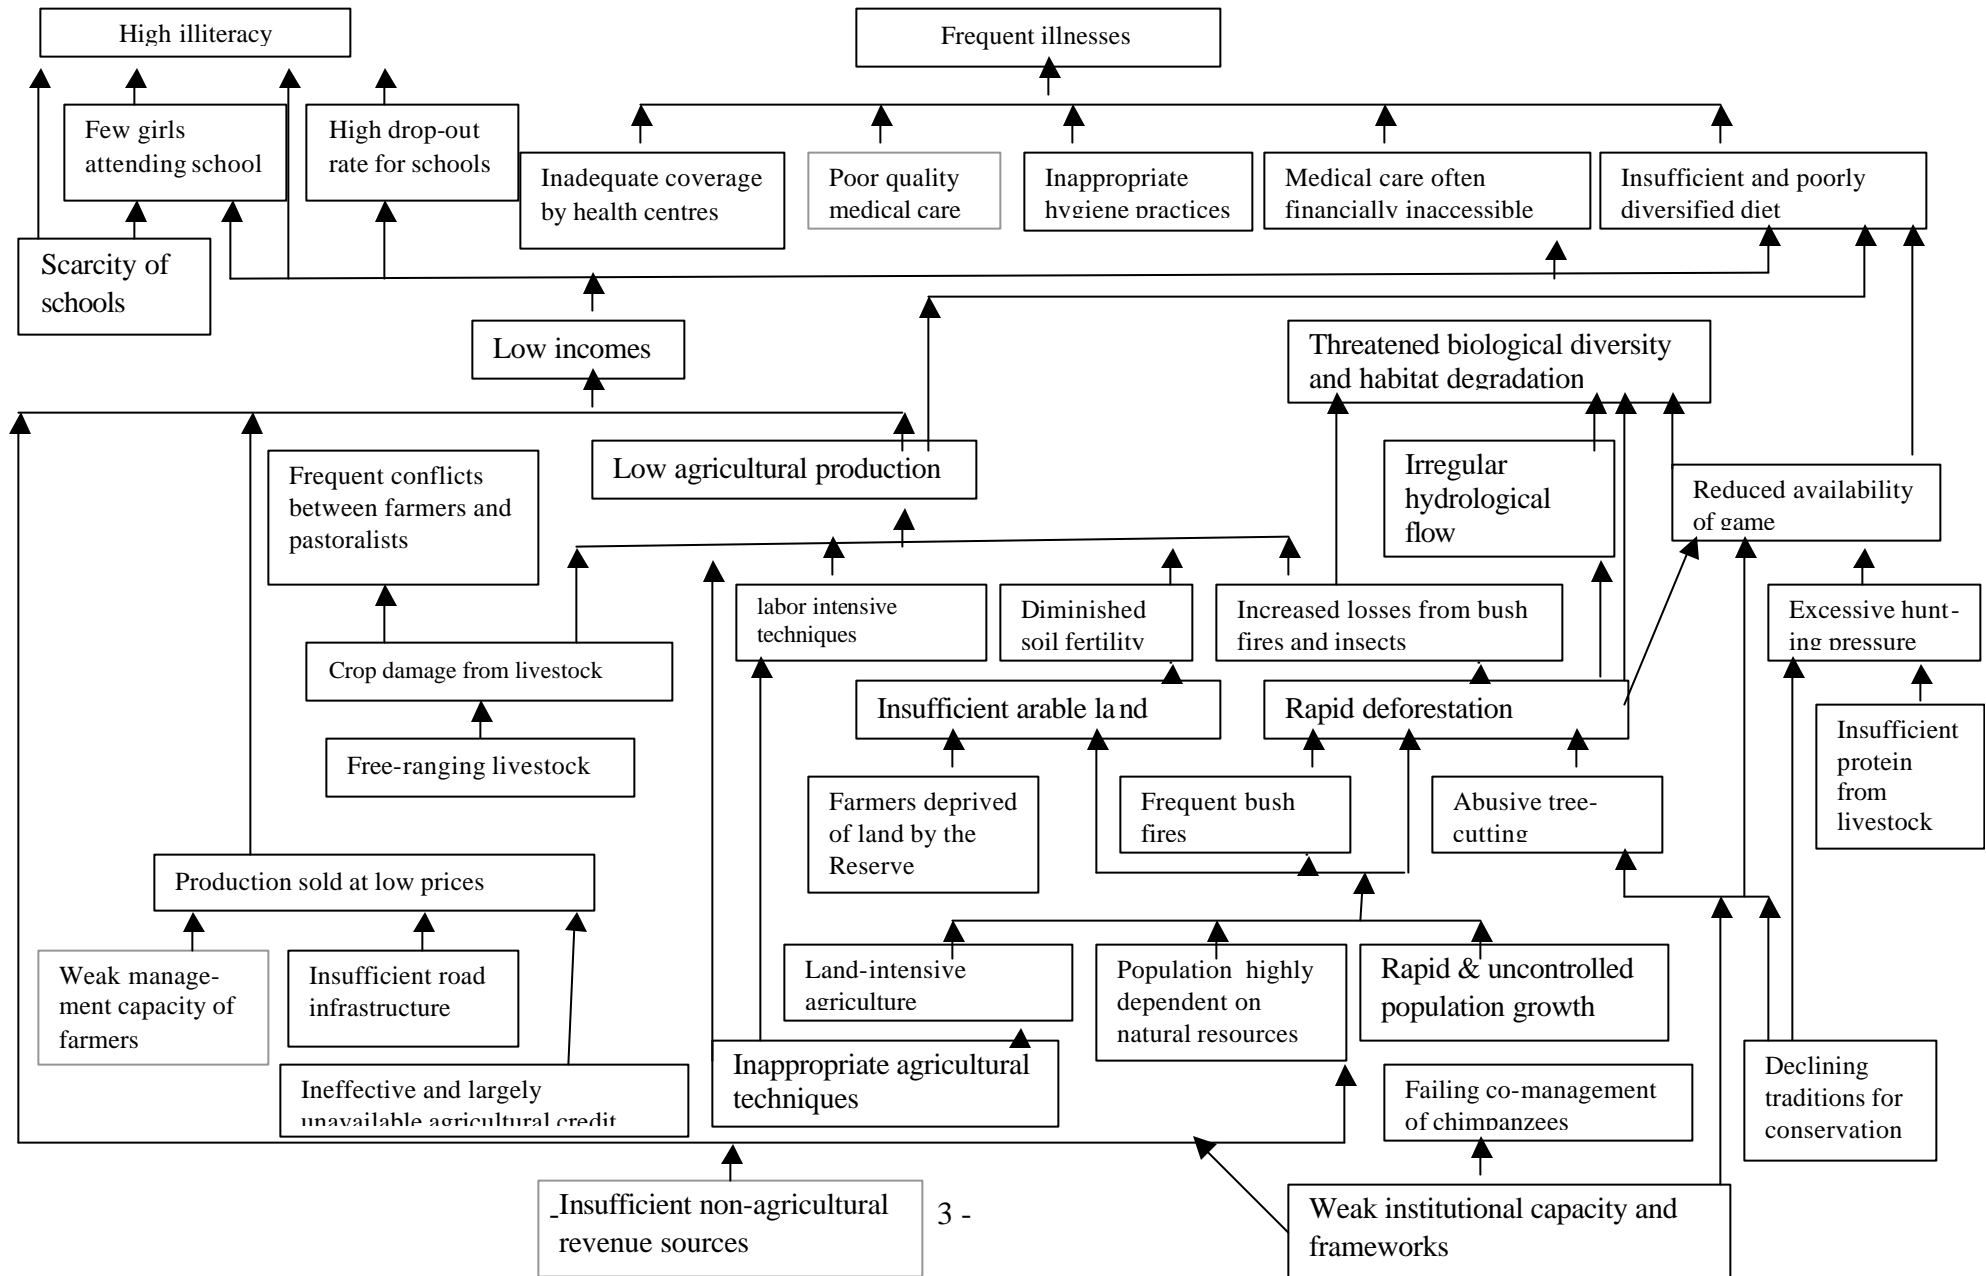 High illiteracy
Frequent illnesses
Few girls
attending school
High drop-out
rate for schools
Inadequate coverage
by health centres
Poor quality
medical care
Inappropriate
hygiene practices
Medical care often
financially inaccessible
Insufficient and poorly
diversified diet
Scarcity of
schools
Low incomes
Threatened biological diversity
and habitat degradation
Frequent conflicts
between farmers and
pastoralists
Low agricultural production
Irregular
hydrological
flow
Reduced availability
of game
labor intensive
techniques
Diminished
soil fertility
Increased losses from bush
fires and insects
Excessive hunt-
ing pressure
Crop damage from livestock
Insufficient arable land
Rapid deforestation
Free-ranging livestock
Insufficient
protein
from
livestock
Farmers deprived
of land by the
Reserve
Frequent bush
fires
Abusive tree-
cutting
Production sold at low prices
Weak manage-
ment capacity of
farmers
Insufficient road
infrastructure
Land-intensive
agriculture
Population highly
dependent on
natural resources
Rapid & uncontrolled
population growth
Ineffective and largely
unavailable agricultural credit
Inappropriate agricultural
techniques
Failing co-management
of chimpanzees
Declining
traditions for
conservation
-Insufficient non-agricultural
revenue sources
3 -
Weak institutional capacity and
frameworks